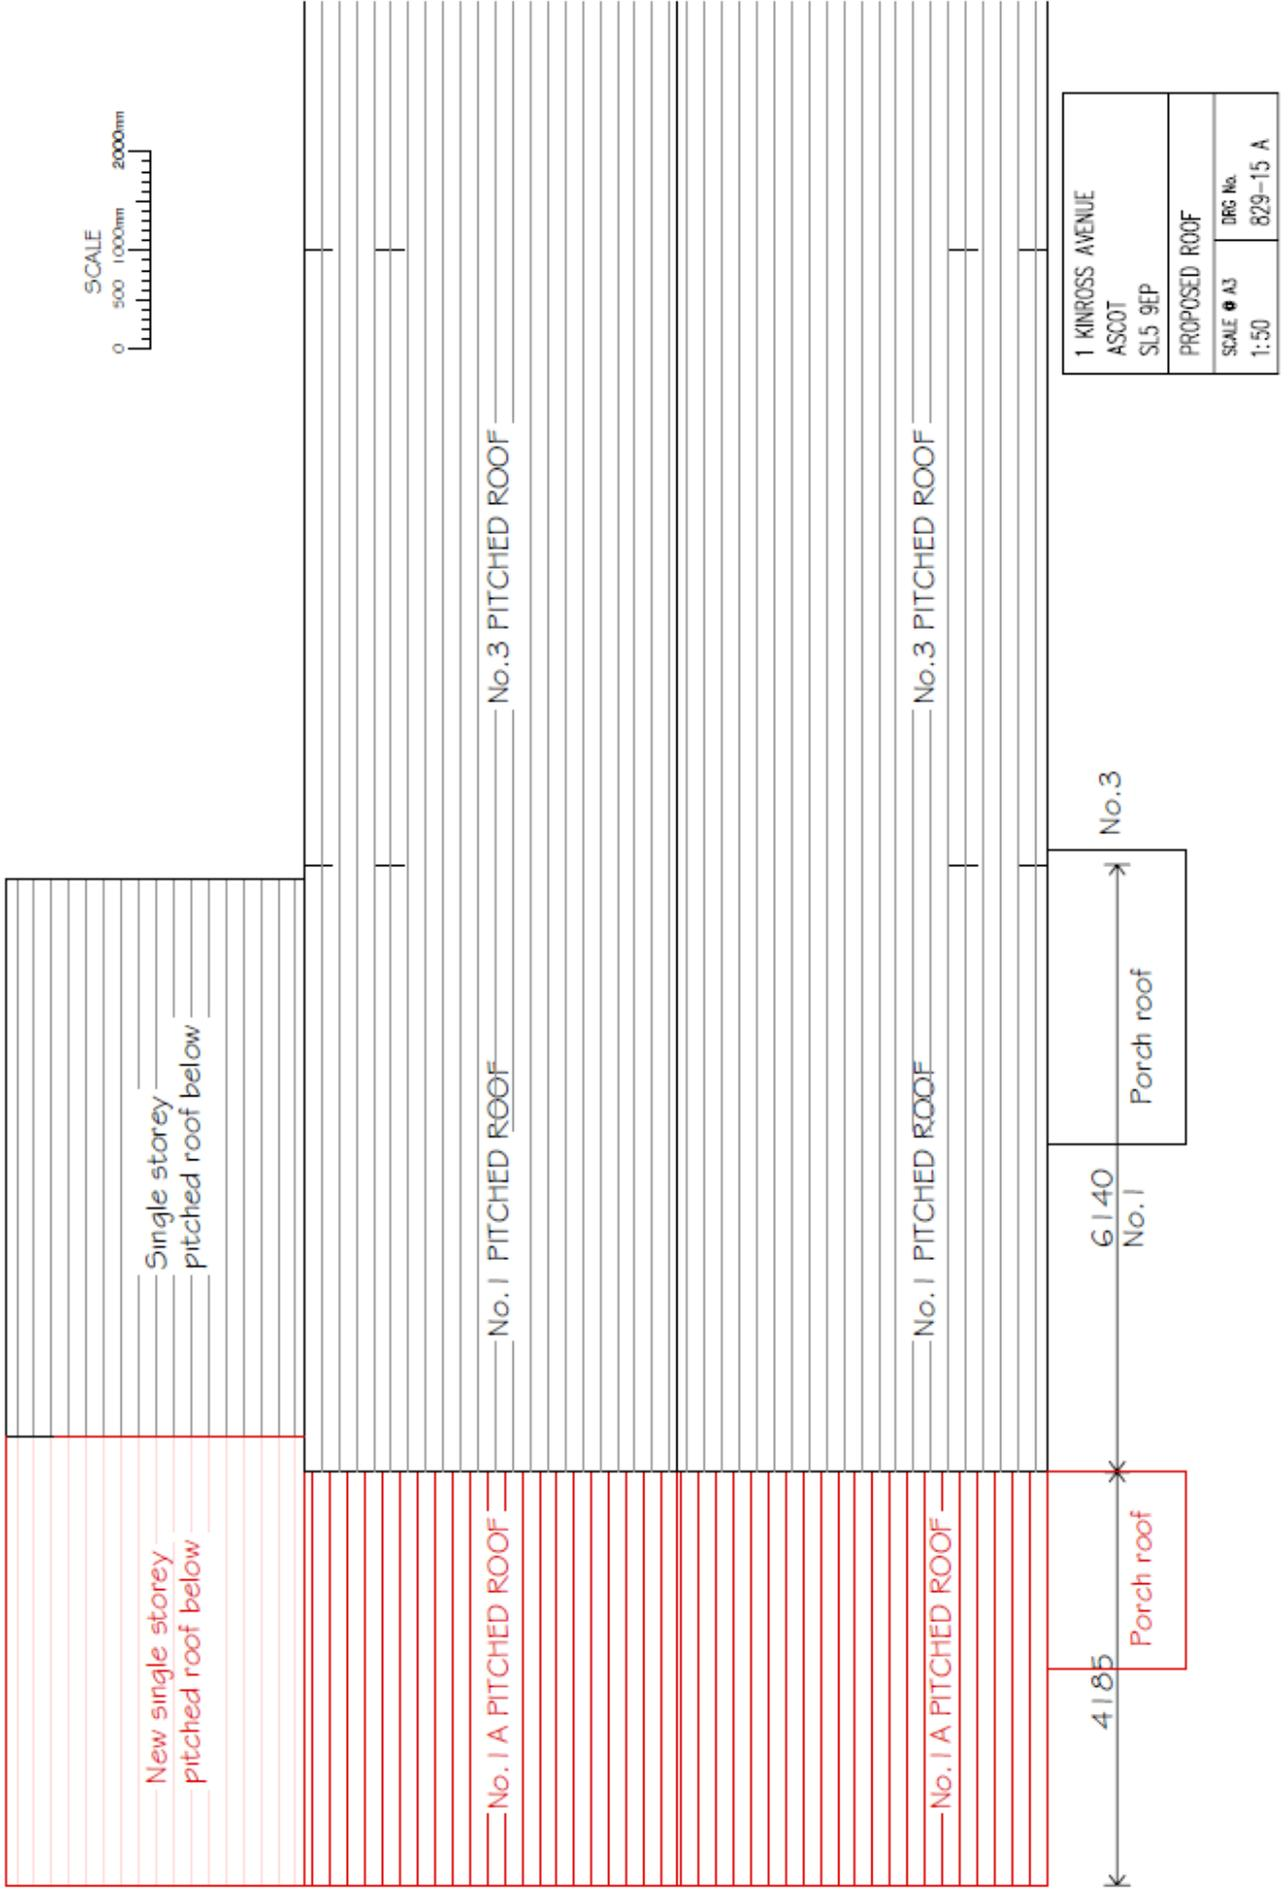 SCALE
0 500 1000mm 2000mm
Single storey
pitched roof below
New single storey
pitched roof below
No.3 PITCHED ROOF
No.1 PITCHED ROOF
No.1 A PITCHED ROOF
No.3 PITCHED ROOF
No.1 PITCHED ROOF
No.1 A PITCHED ROOF
4185
6140
No.1
No.3
Porch roof
Porch roof
1 KINROSS AVENUE
ASCOT
SL5 9EP
PROPOSED ROOF
SCALE @ A3
1:50
DRG No.
829-15 A